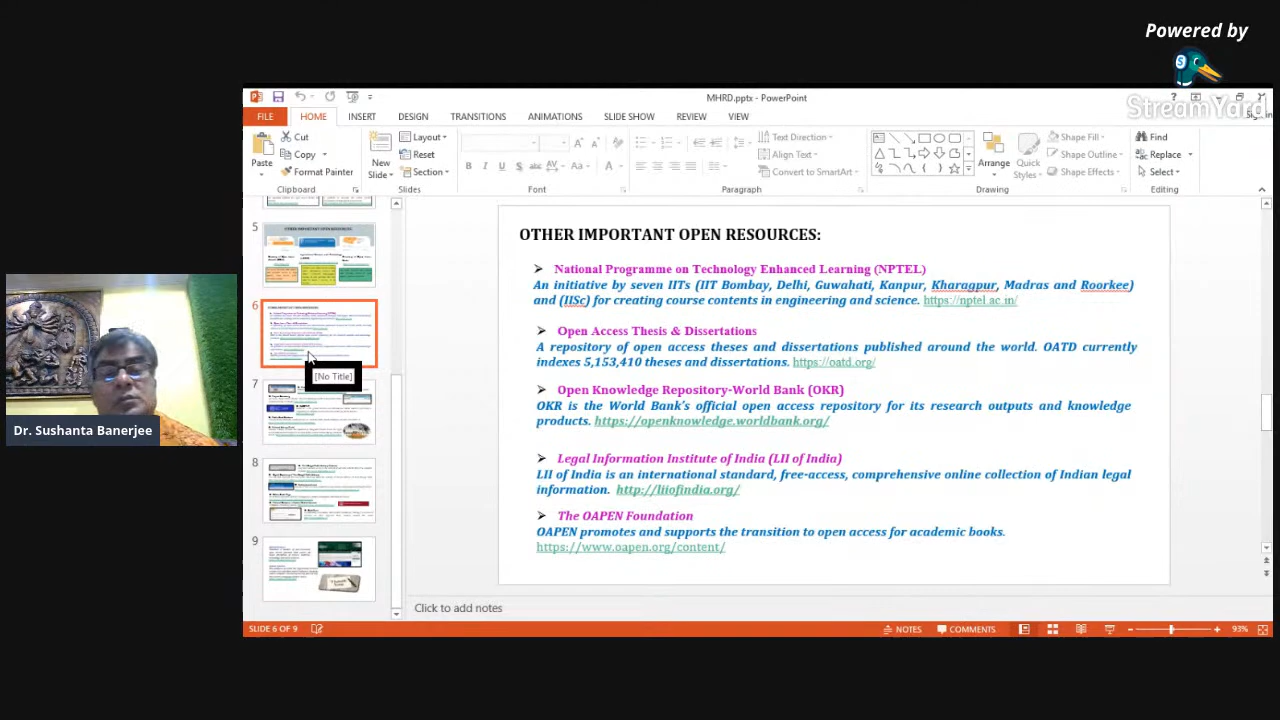 Powered by
StreamYard
MHRD.pptx - PowerPoint
FILE HOME INSERT DESIGN TRANSITIONS ANIMATIONS SLIDE SHOW REVIEW VIEW
Paste
Cut
Copy
Format Painter
Clipboard
New
Slide
Layout
Reset
Section
Slides
Font
Text Direction
Align Text
Convert to SmartArt
Paragraph
Arrange
Quick
Styles
Shape Fill
Shape Outline
Shape Effects
Drawing
Find
Replace
Select
Editing
5
6
[No Title]
7
8
9
OTHER IMPORTANT OPEN RESOURCES:
National Programme on Technology Enhanced Learning (NPTEL)
An initiative by seven IITs (IIT Bombay, Delhi, Guwahati, Kanpur, Kharagpur, Madras and Roorkee)
and (IISc) for creating course contents in engineering and science. https://nptel.ac.in/
Open Access Thesis & Dissertations
Repository of open access theses and dissertations published around the world. OATD currently
indexes 5,153,410 theses and dissertations. https://oatd.org/
➢ Open Knowledge Repository World Bank (OKR)
OKR is the World Bank's official open access repository for its research outputs and knowledge
products. https://openknowledge.worldbank.org/
➢ Legal Information Institute of India (LII of India)
LII of India is an international standard, free-access, comprehensive online collection of Indian legal
information. http://liiofindia.org/
➢ The OAPEN Foundation
OAPEN promotes and supports the transition to open access for academic books.
https://www.oapen.org/content/
Click to add notes
SLIDE 6 OF 9
NOTES COMMENTS
93%
Dr. Sushanta Banerjee